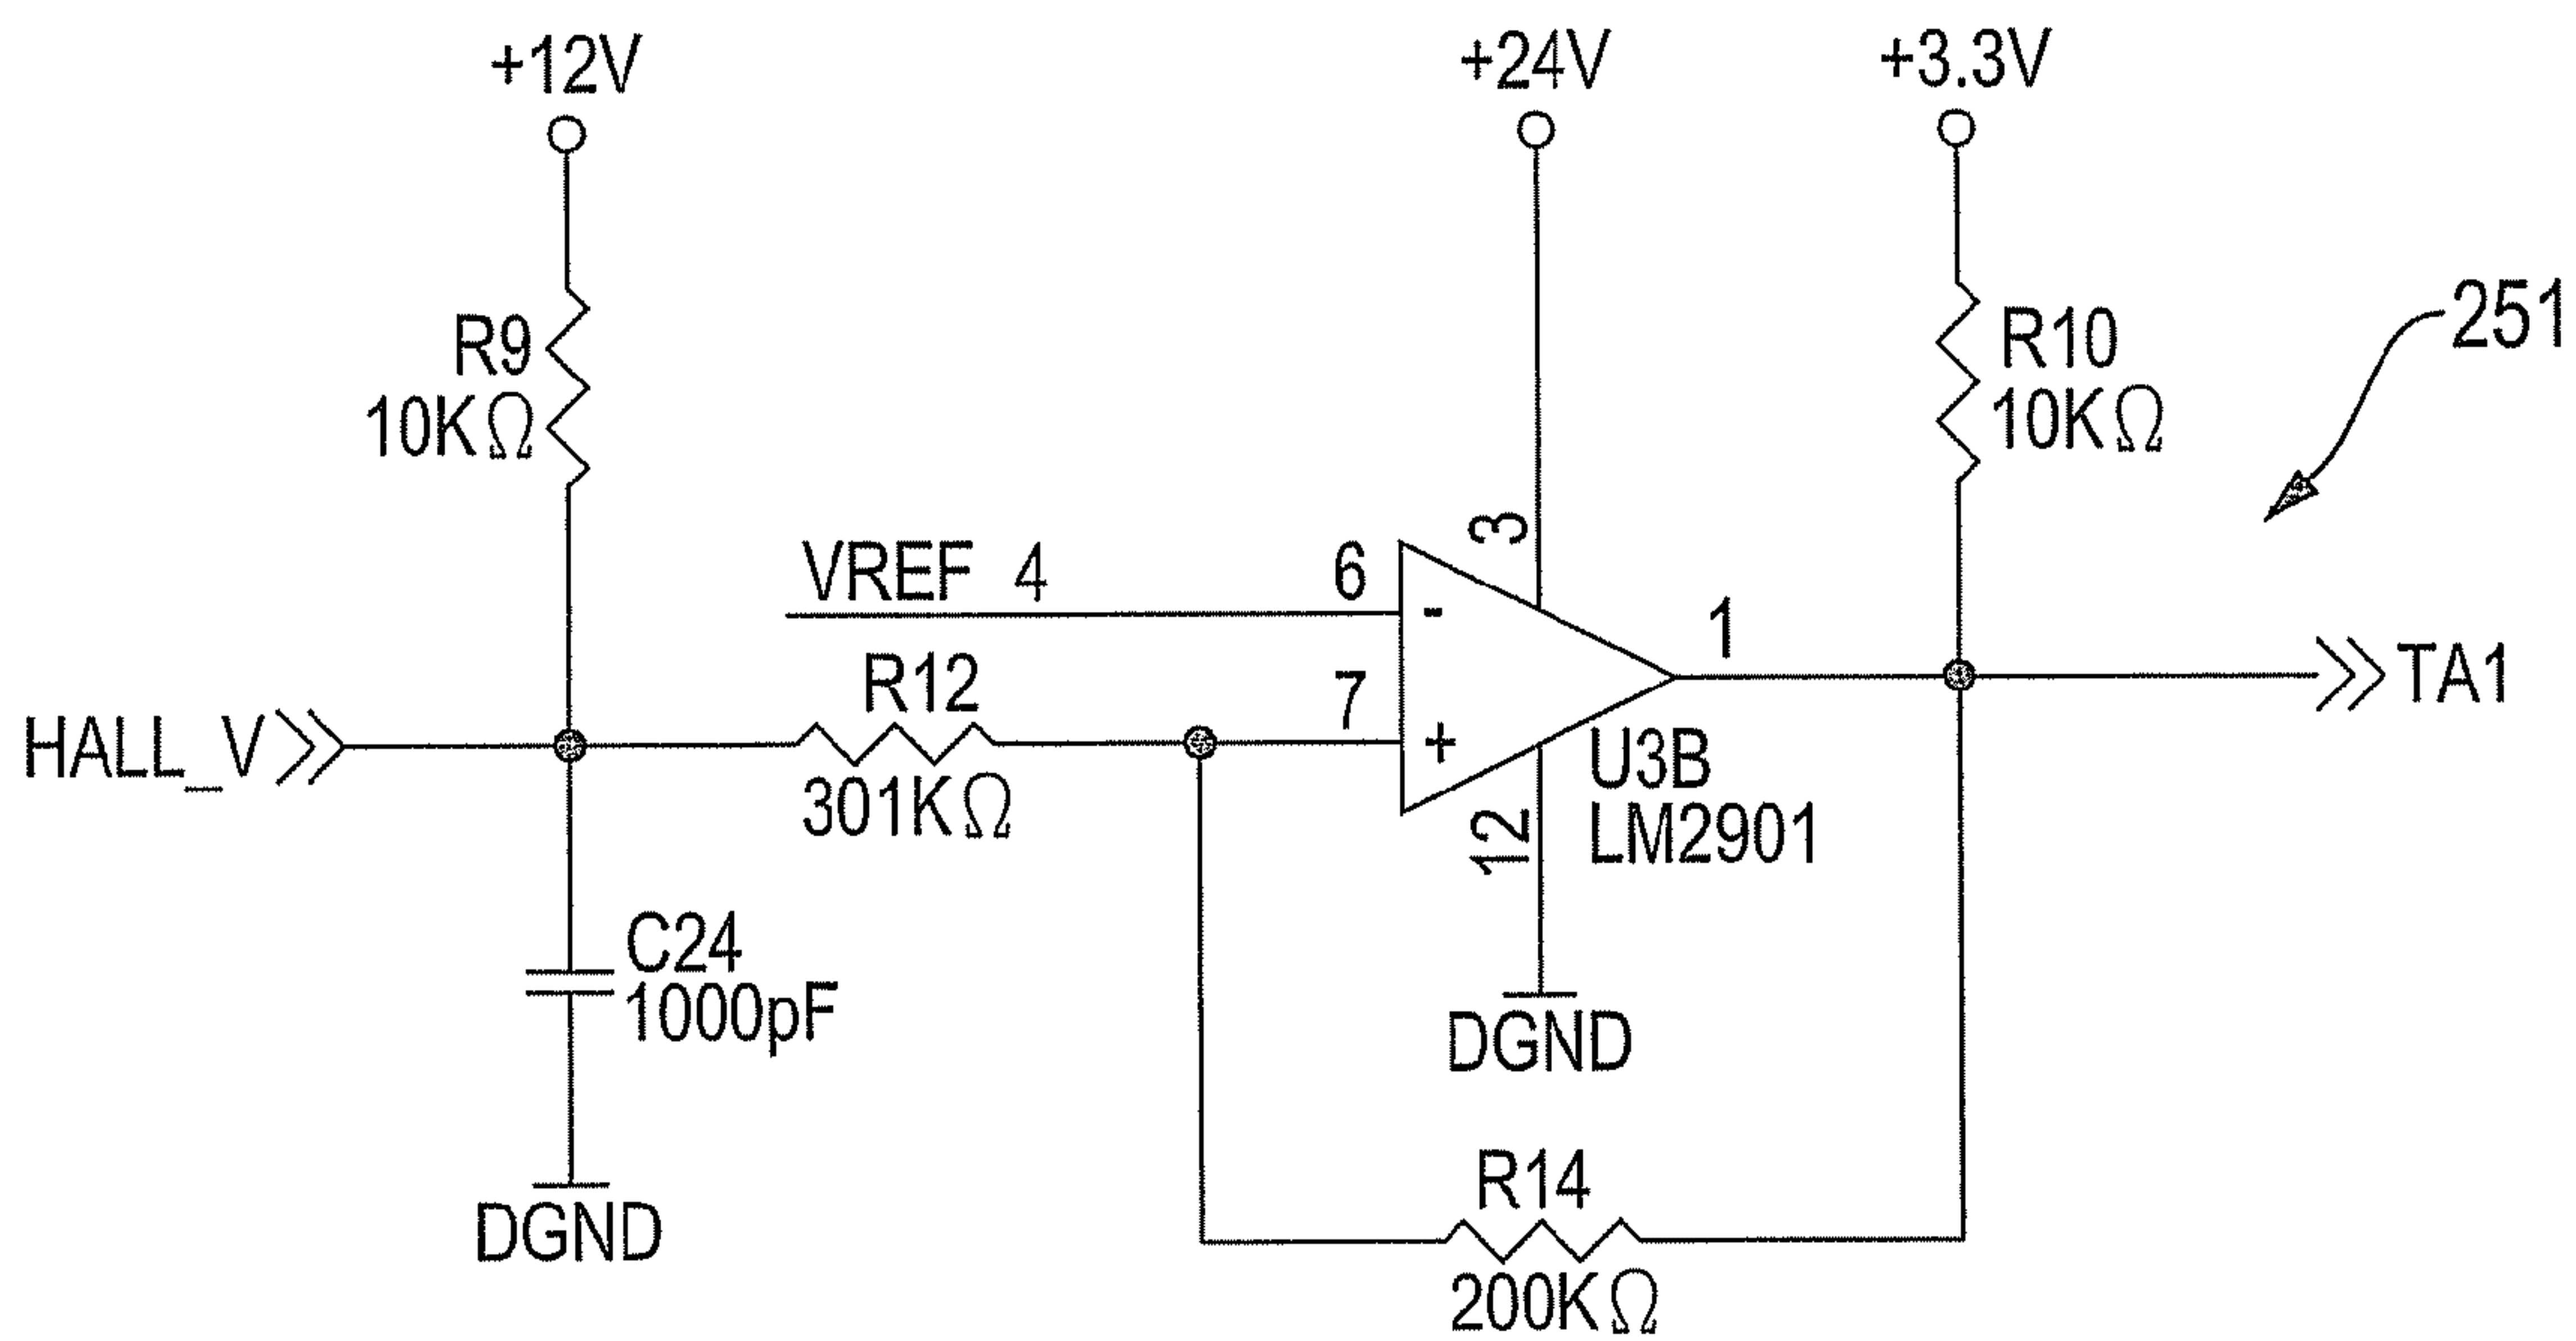 +12V
+24V
+3.3V
R9
10KΩ
R10
10KΩ
251
VREF 4
6
3
-
1
R12
301KΩ
7
+
HALL_V
TA1
U3B
LM2901
12
C24
1000pF
DGND
DGND
R14
200KΩ